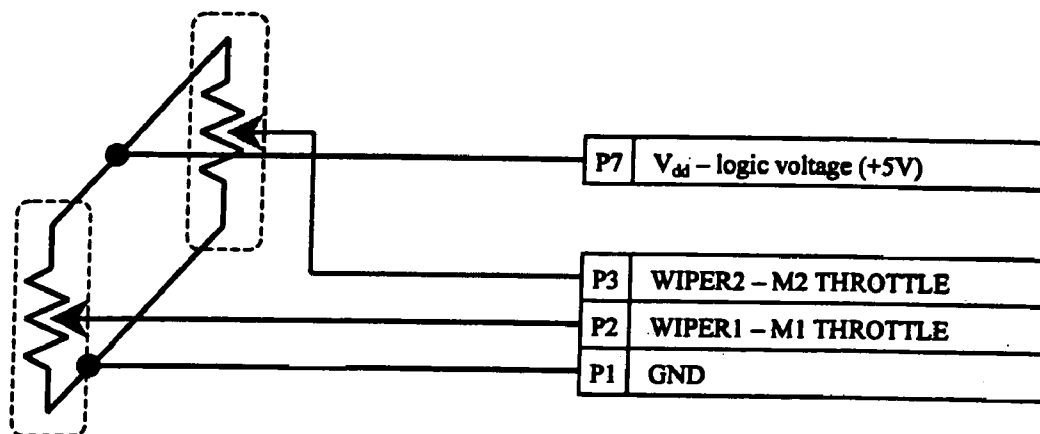 P7 V_dd – logic voltage (+5V)
P3 WIPER2 – M2 THROTTLE
P2 WIPER1 – M1 THROTTLE
P1 GND